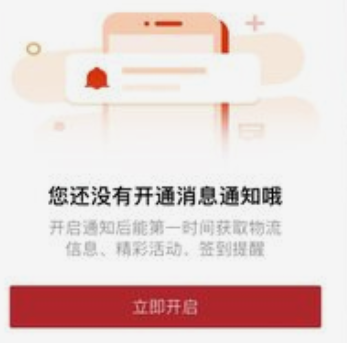 您还没有开通消息通知哦
开启通知后能第一时间获取物流
信息、精彩活动、签到提醒
立即开启